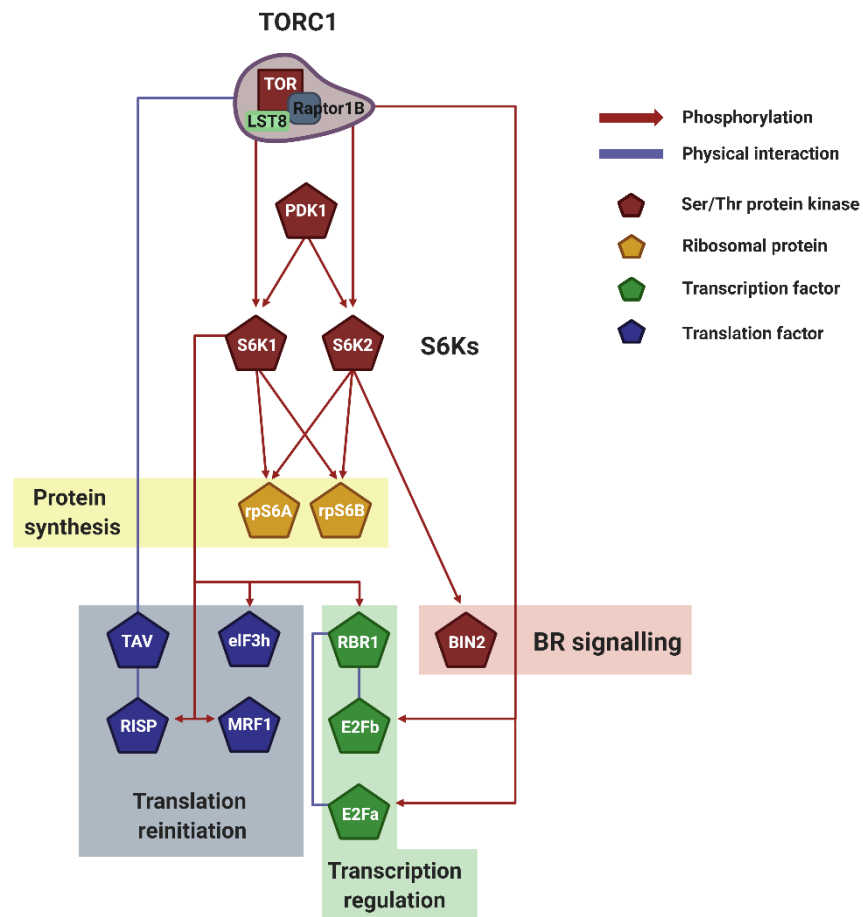 TORC1
TOR
Raptor1B
LST8
Phosphorylation
Physical interaction
Ser/Thr protein kinase
Ribosomal protein
Transcription factor
Translation factor
PDK1
S6K1
S6K2
S6Ks
Protein
synthesis
rpS6A
rpS6B
TAV
eIF3h
RBR1
BIN2
BR signalling
RISP
MRF1
E2Fb
E2Fa
Translation
reinitiation
Transcription
regulation